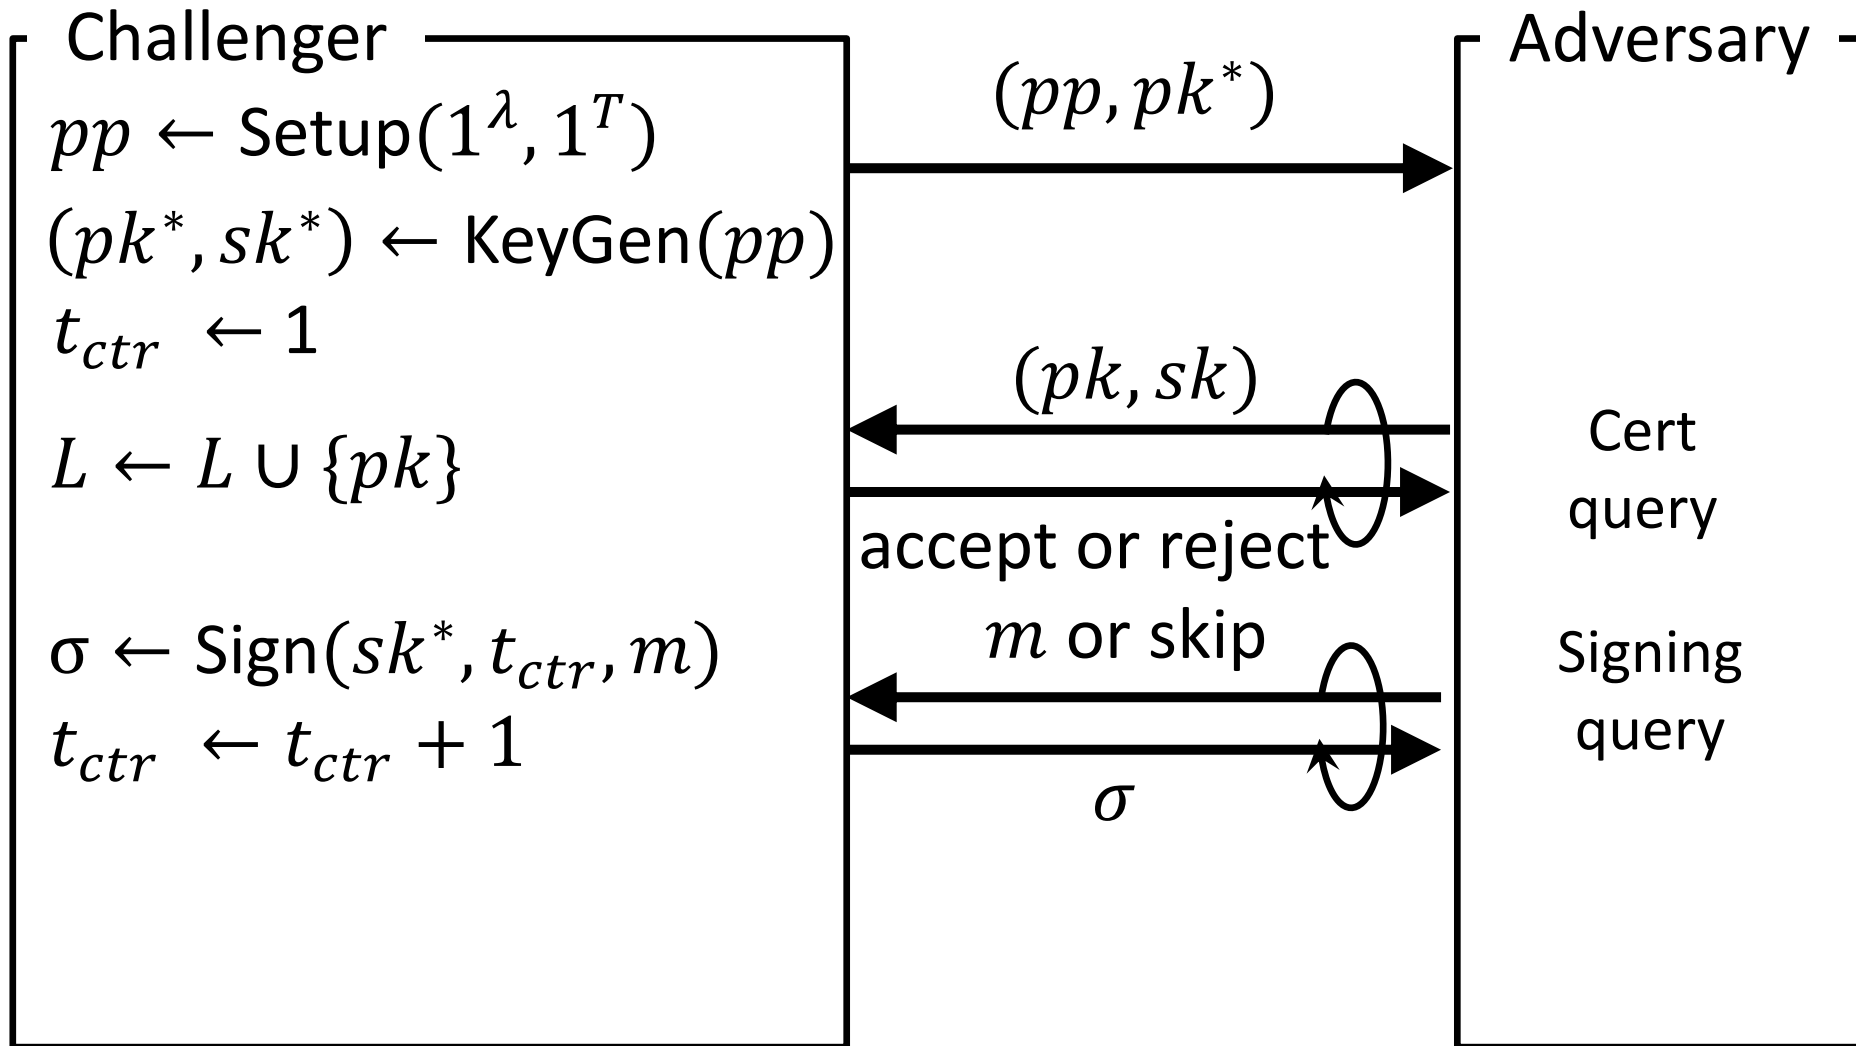 Challenger
pp ← Setup(1^λ, 1^T)
(pk*, sk*) ← KeyGen(pp)
t_ctr ← 1
L ← L ∪ {pk}
σ ← Sign(sk*, t_ctr, m)
t_ctr ← t_ctr + 1
(pp, pk*)
(pk, sk)
accept or reject
m or skip
σ
Adversary
Cert
query
Signing
query